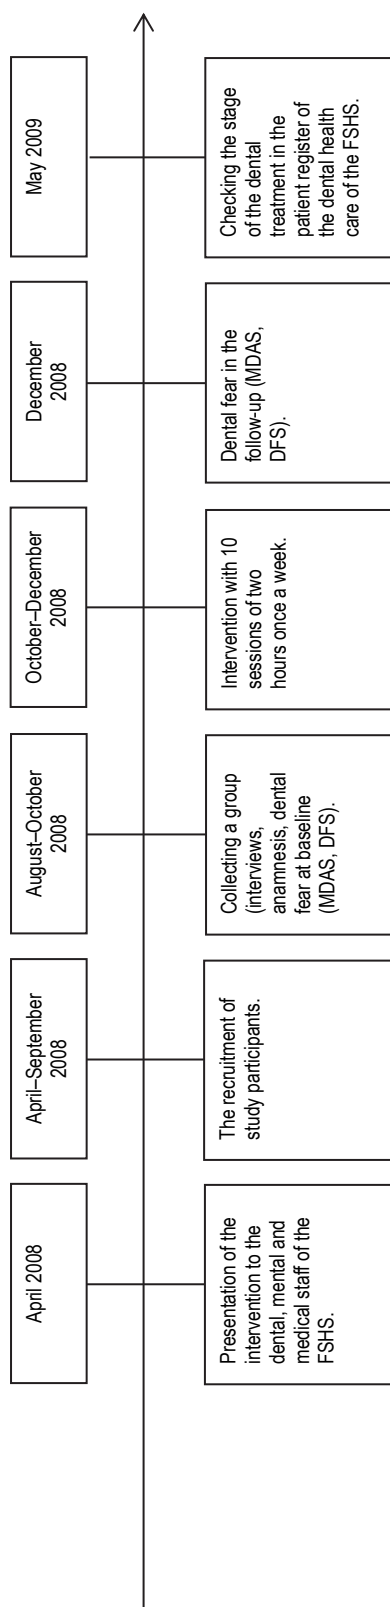 April 2008
April–September
2008
August–October
2008
October–December
2008
December
2008
May 2009
Presentation of the
intervention to the
dental, mental and
medical staff of the
FSHS.
The recruitment of
study participants.
Collecting a group
(interviews,
anamnesis, dental
fear at baseline
(MDAS, DFS).
Intervention with 10
sessions of two
hours once a week.
Dental fear in the
follow-up (MDAS,
DFS).
Checking the stage
of the dental
treatment in the
patient register of
the dental health
care of the FSHS.